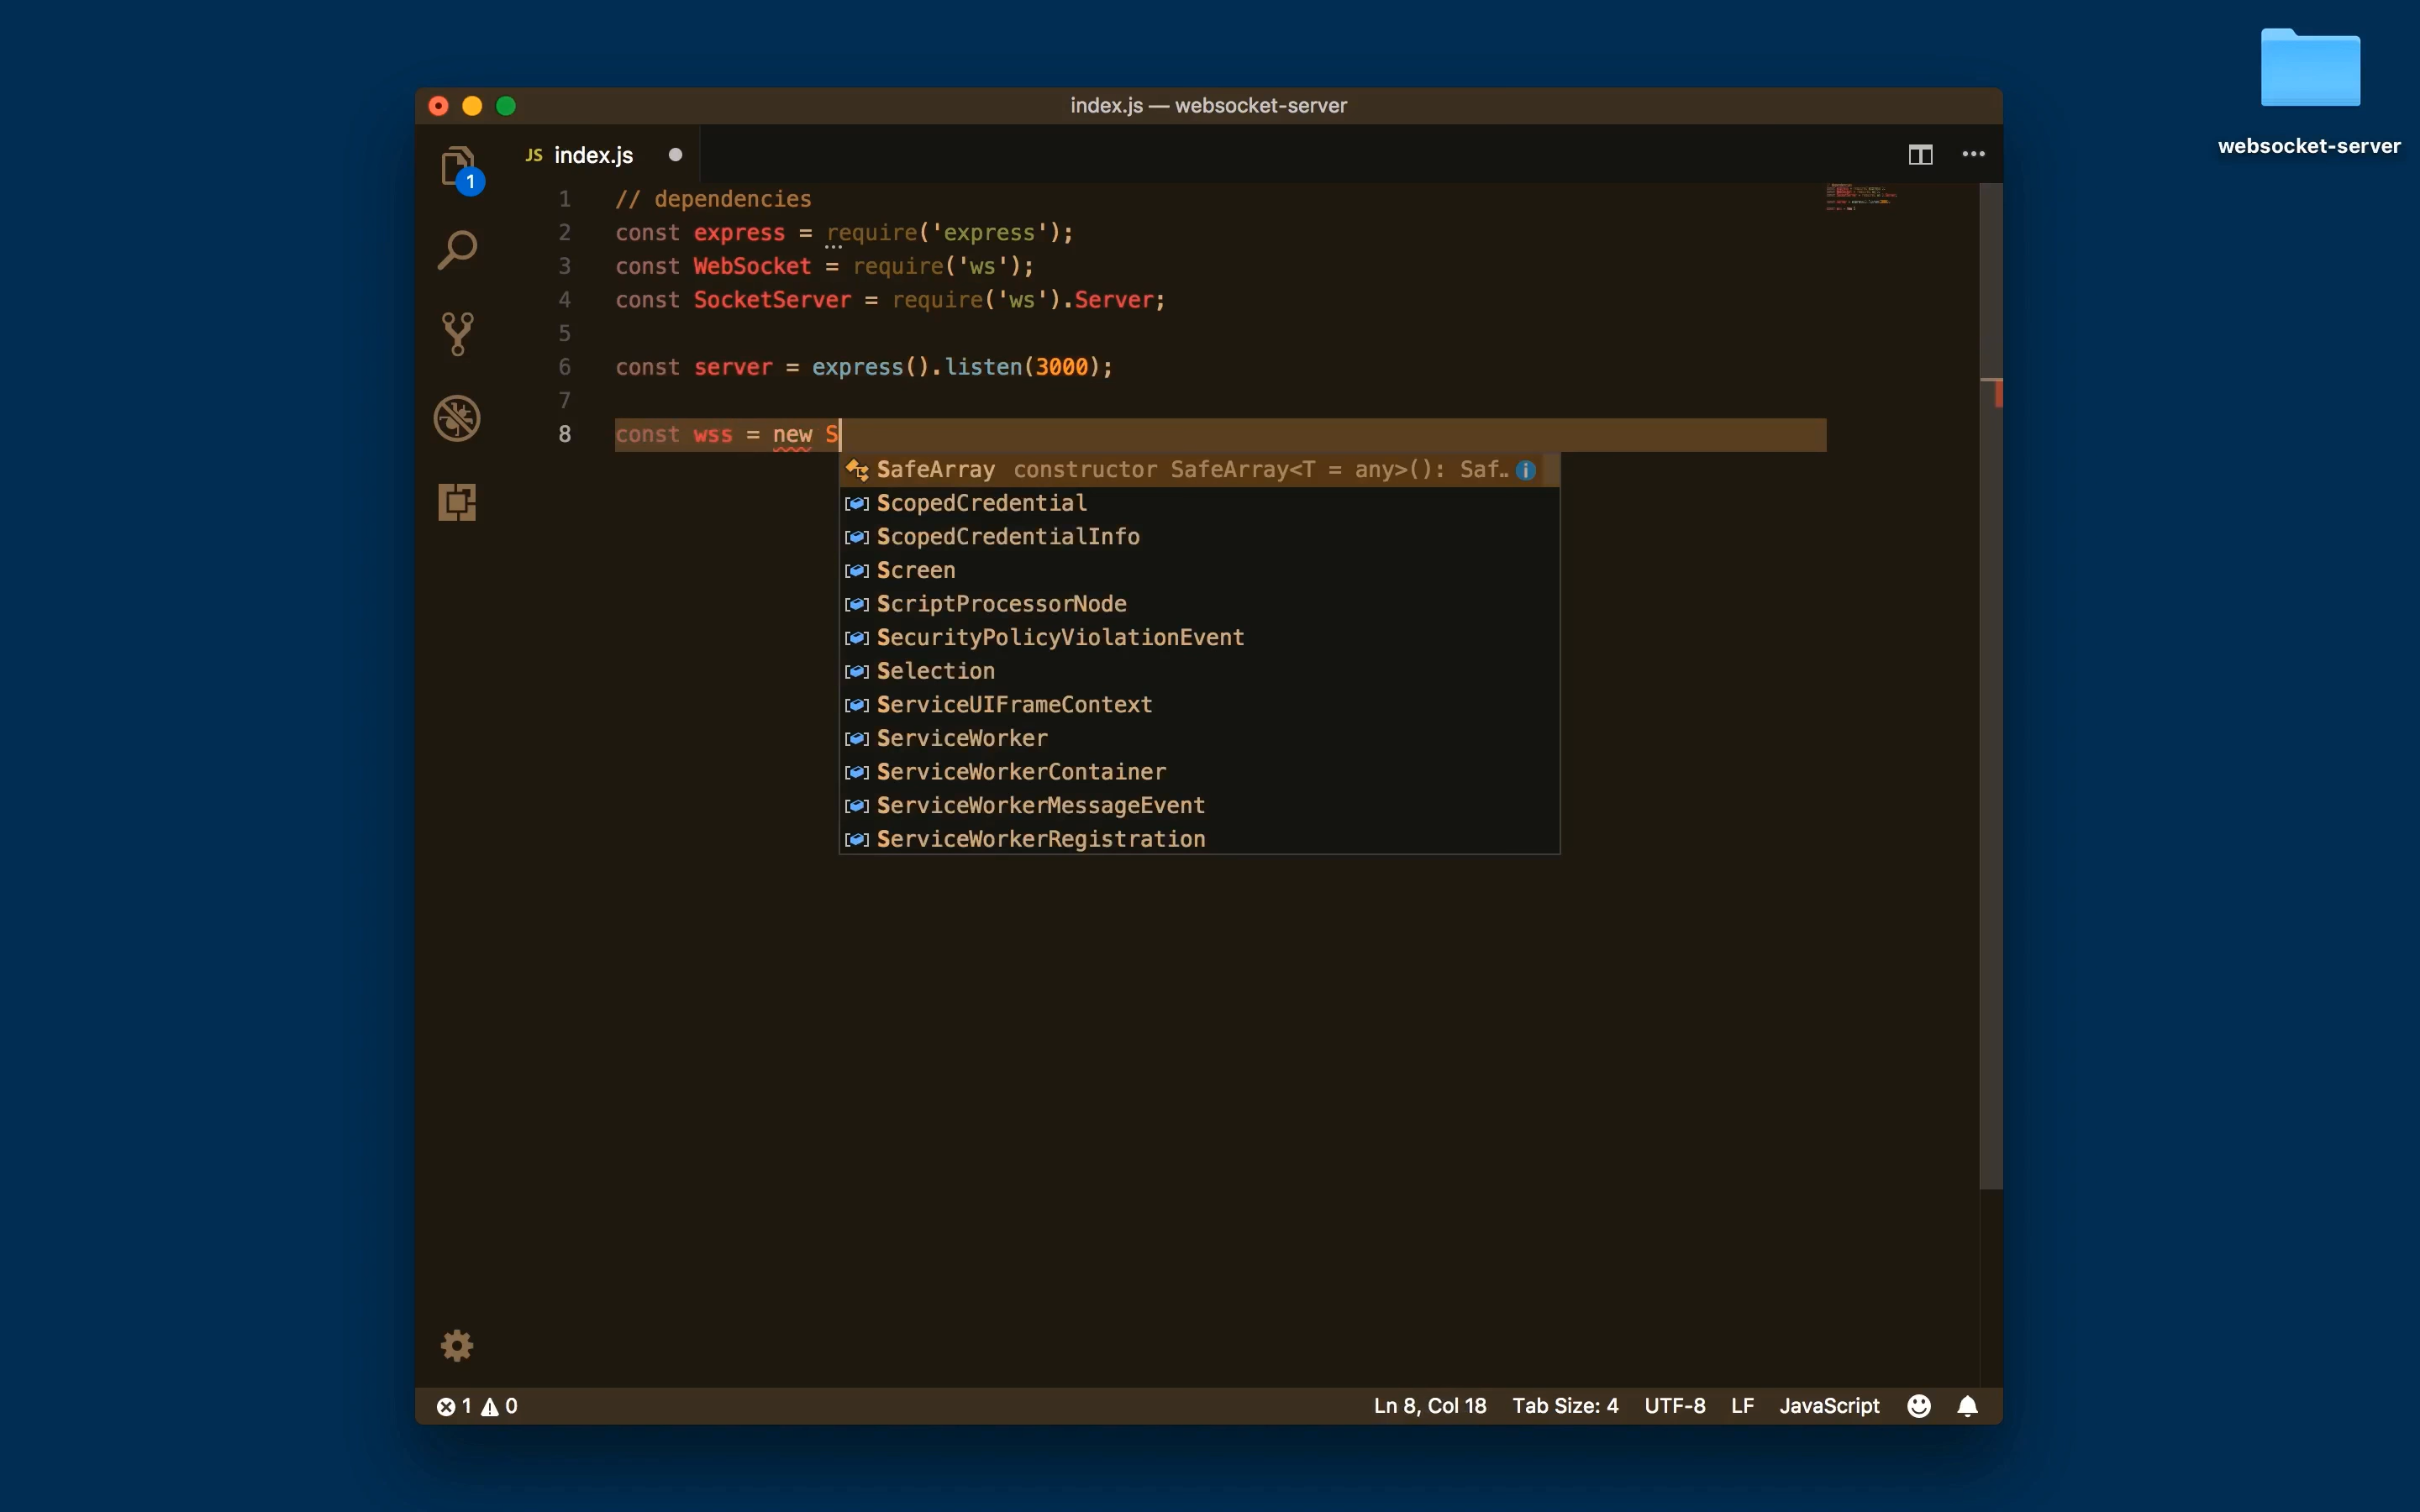 index.js — websocket-server
websocket-server
JS index.js
1
1 // dependencies
2 const express = require('express');
3 const WebSocket = require('ws');
4 const SocketServer = require('ws').Server;
5
6 const server = express().listen(3000);
7
8 const wss = new S
SafeArray constructor SafeArray<T = any>(): Saf…
ScopedCredential
ScopedCredentialInfo
Screen
ScriptProcessorNode
SecurityPolicyViolationEvent
Selection
ServiceUIFrameContext
ServiceWorker
ServiceWorkerContainer
ServiceWorkerMessageEvent
ServiceWorkerRegistration
1 0 Ln 8, Col 18 Tab Size: 4 UTF-8 LF JavaScript